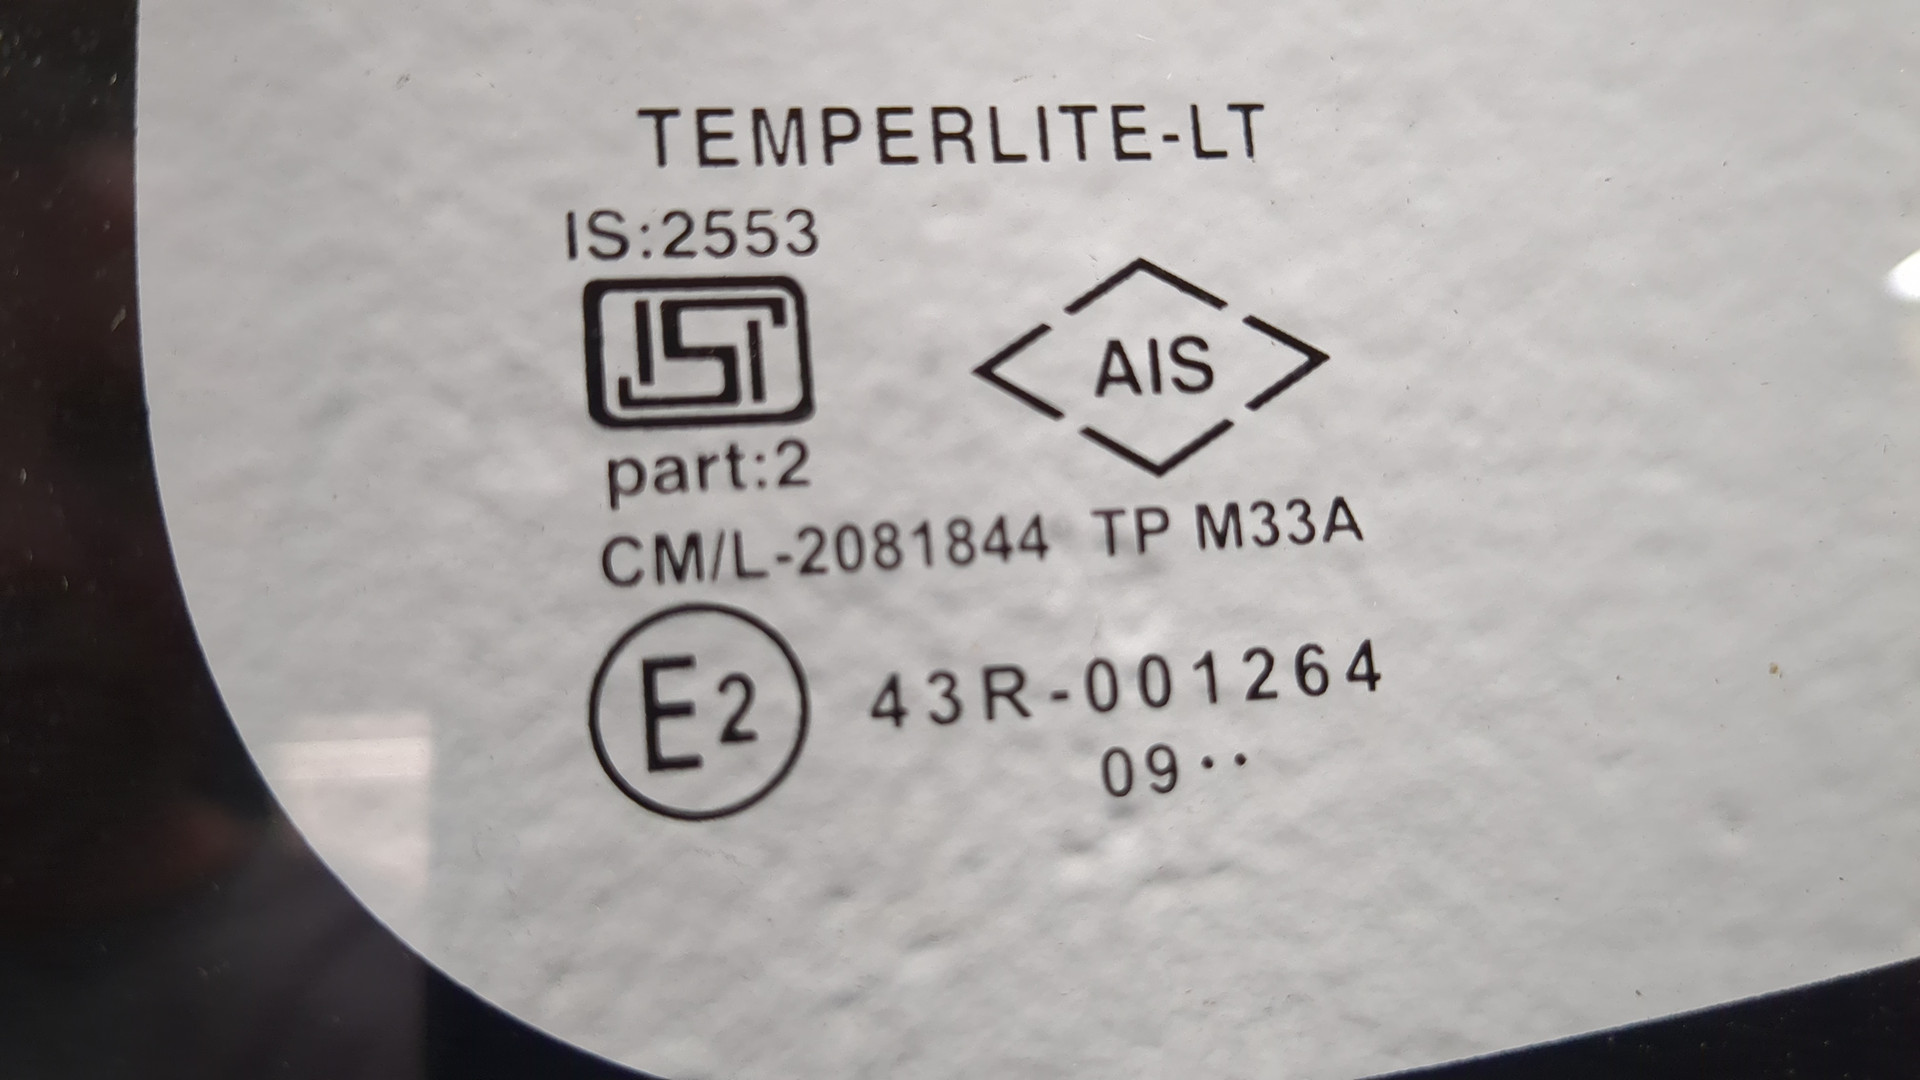 TEMPERLITE-LT
IS:2553
ISI
AIS
part:2
CM/L-2081844 TP M33A
E2 43R-001264
09··